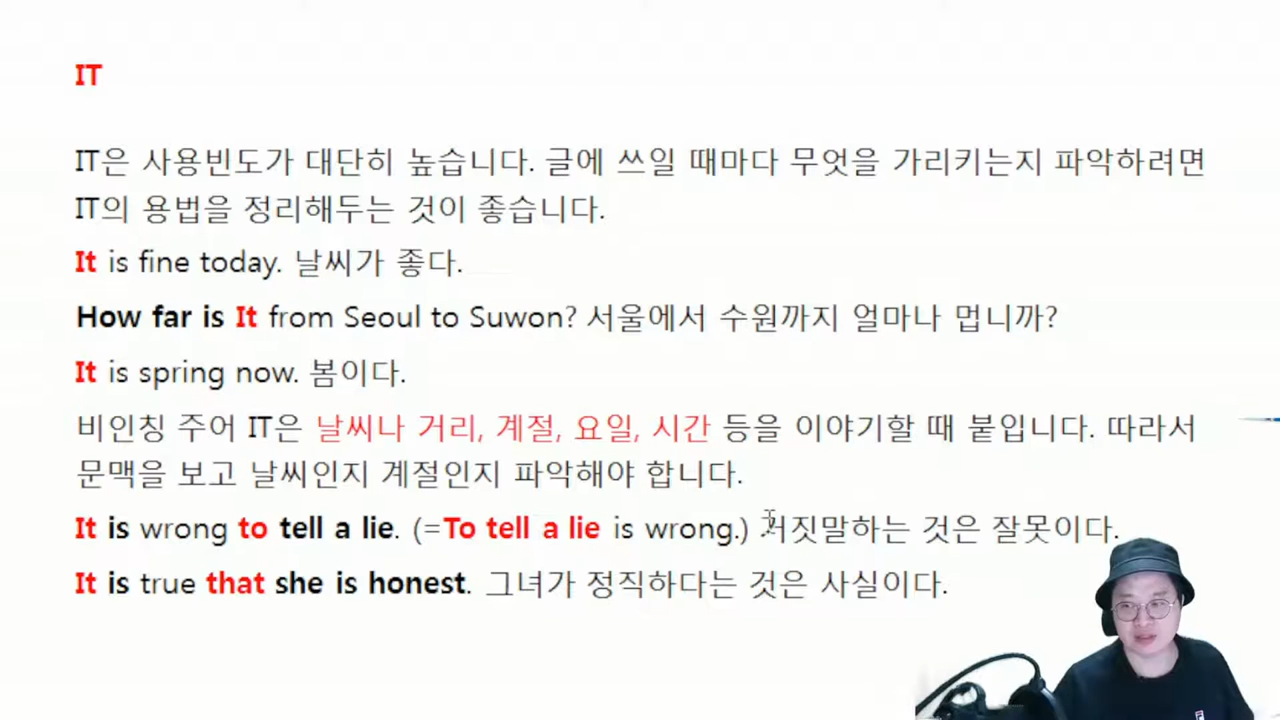 IT
IT은 사용빈도가 대단히 높습니다. 글에 쓰일 때마다 무엇을 가리키는지 파악하려면
IT의 용법을 정리해두는 것이 좋습니다.
It is fine today. 날씨가 좋다.
How far is It from Seoul to Suwon? 서울에서 수원까지 얼마나 멉니까?
It is spring now. 봄이다.
비인칭 주어 IT은 날씨나 거리, 계절, 요일, 시간 등을 이야기할 때 붙입니다. 따라서
문맥을 보고 날씨인지 계절인지 파악해야 합니다.
It is wrong to tell a lie. (=To tell a lie is wrong.) 거짓말하는 것은 잘못이다.
It is true that she is honest. 그녀가 정직하다는 것은 사실이다.